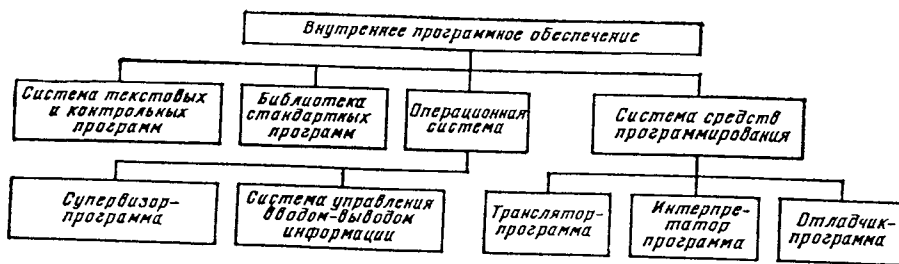 Внутреннее программное обеспечение
Система текстовых
и контрольных
программ
Библиотека
стандартных
программ
Операционная
система
Система средств
программирования
Супервизор-
программа
Система управления
вводом-выводом
информации
Транслятор-
программа
Интерпре-
татор
программа
Отладчик-
программа